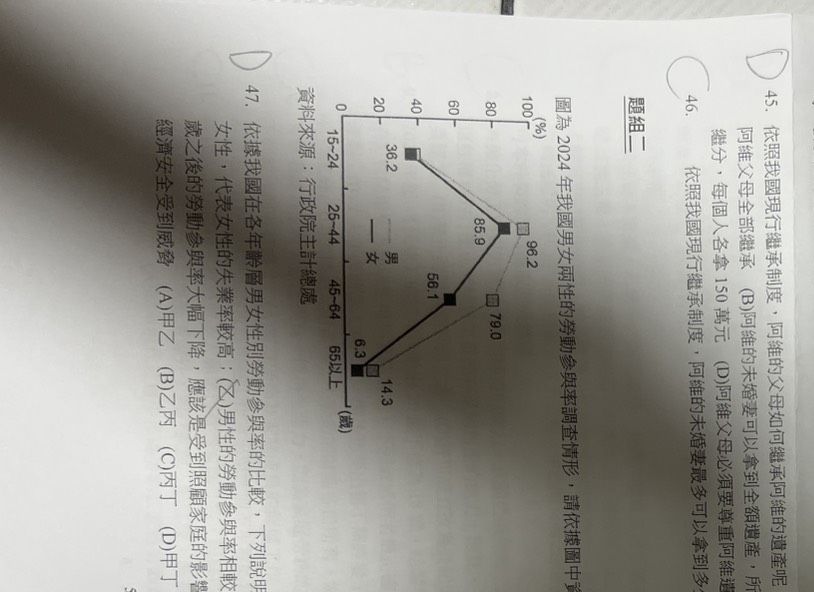 D 45. 依照我國現行繼承制度，阿維的父母如何繼承阿維的遺產呢
阿維父母全部繼承 (B)阿維的未婚妻可以拿到全額遺產，所
繼分，每個人各拿 150 萬元 (D)阿維父母必須要尊重阿維遺
C 46. 依照我國現行繼承制度，阿維的未婚妻最多可以拿到多
題組二
圖為 2024 年我國男女兩性的勞動參與率調查情形，請依據圖中資
100 (%)
80
60
40
20
0
96.2
79.0
14.3
36.2
85.9
56.1
6.3
男
女
15~24 25~44 45~64 65以上 (歲)
資料來源：行政院主計總處
D 47. 依據我國在各年齡層男女性別勞動參與率的比較，下列說明
女性，代表女性的失業率較高；(乙)男性的勞動參與率相較
歲之後的勞動參與率大幅下降，應該是受到照顧家庭的影響
經濟安全受到威脅 (A)甲乙 (B)乙丙 (C)丙丁 (D)甲丁